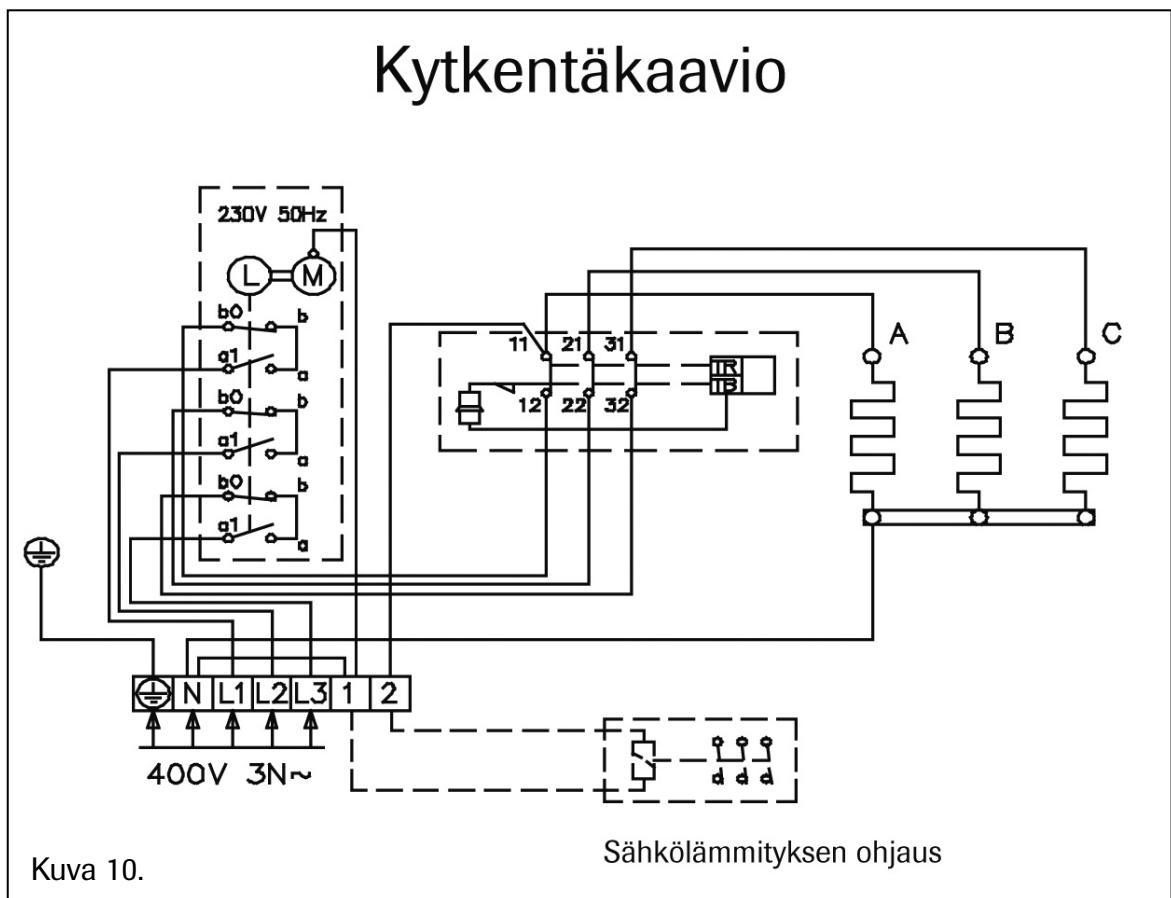 Kytkentäkaavio
230V 50Hz
L M
b0 b
a1 a
b0 b
a1 a
b0 b
a1 a
11 21 31
TR
TB
12 22 32
A B C
N L1 L2 L3 1 2
400V 3N~
Sähkölämmityksen ohjaus
Kuva 10.